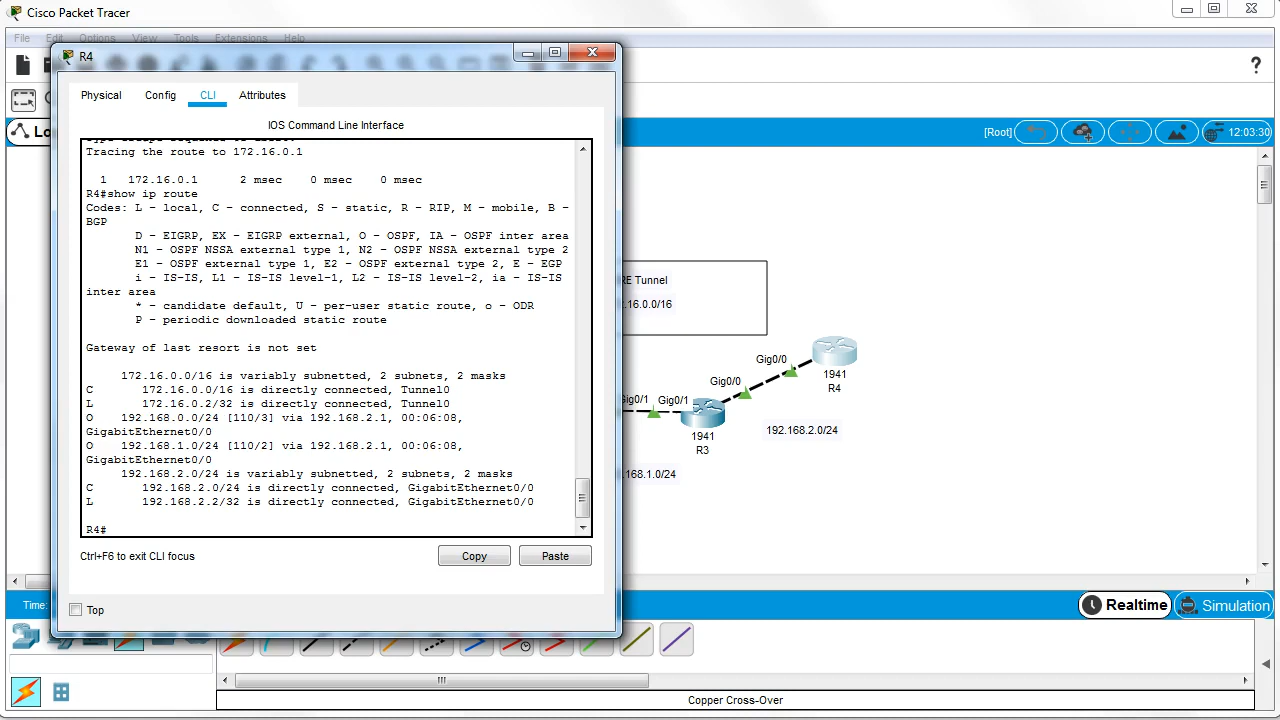 Cisco Packet Tracer
File Edit Options View Tools Extensions Help
R4
Physical Config CLI Attributes
IOS Command Line Interface
Tracing the route to 172.16.0.1
1 172.16.0.1 2 msec 0 msec 0 msec
R4#show ip route
Codes: L - local, C - connected, S - static, R - RIP, M - mobile, B -
BGP
D - EIGRP, EX - EIGRP external, O - OSPF, IA - OSPF inter area
N1 - OSPF NSSA external type 1, N2 - OSPF NSSA external type 2
E1 - OSPF external type 1, E2 - OSPF external type 2, E - EGP
i - IS-IS, L1 - IS-IS level-1, L2 - IS-IS level-2, ia - IS-IS
inter area
* - candidate default, U - per-user static route, o - ODR
P - periodic downloaded static route
Gateway of last resort is not set
172.16.0.0/16 is variably subnetted, 2 subnets, 2 masks
C 172.16.0.0/16 is directly connected, Tunnel0
L 172.16.0.2/32 is directly connected, Tunnel0
O 192.168.0.0/24 [110/3] via 192.168.2.1, 00:06:08,
GigabitEthernet0/0
O 192.168.1.0/24 [110/2] via 192.168.2.1, 00:06:08,
GigabitEthernet0/0
192.168.2.0/24 is variably subnetted, 2 subnets, 2 masks
C 192.168.2.0/24 is directly connected, GigabitEthernet0/0
L 192.168.2.2/32 is directly connected, GigabitEthernet0/0
R4#
Ctrl+F6 to exit CLI focus
Copy Paste
Top
Lo
[Root]
12:03:30
RE Tunnel
.16.0.0/16
Gig0/0
1941
R4
Gig0/0
Gig0/1 Gig0/1
1941
R3
192.168.2.0/24
.168.1.0/24
Time:
Realtime Simulation
Copper Cross-Over